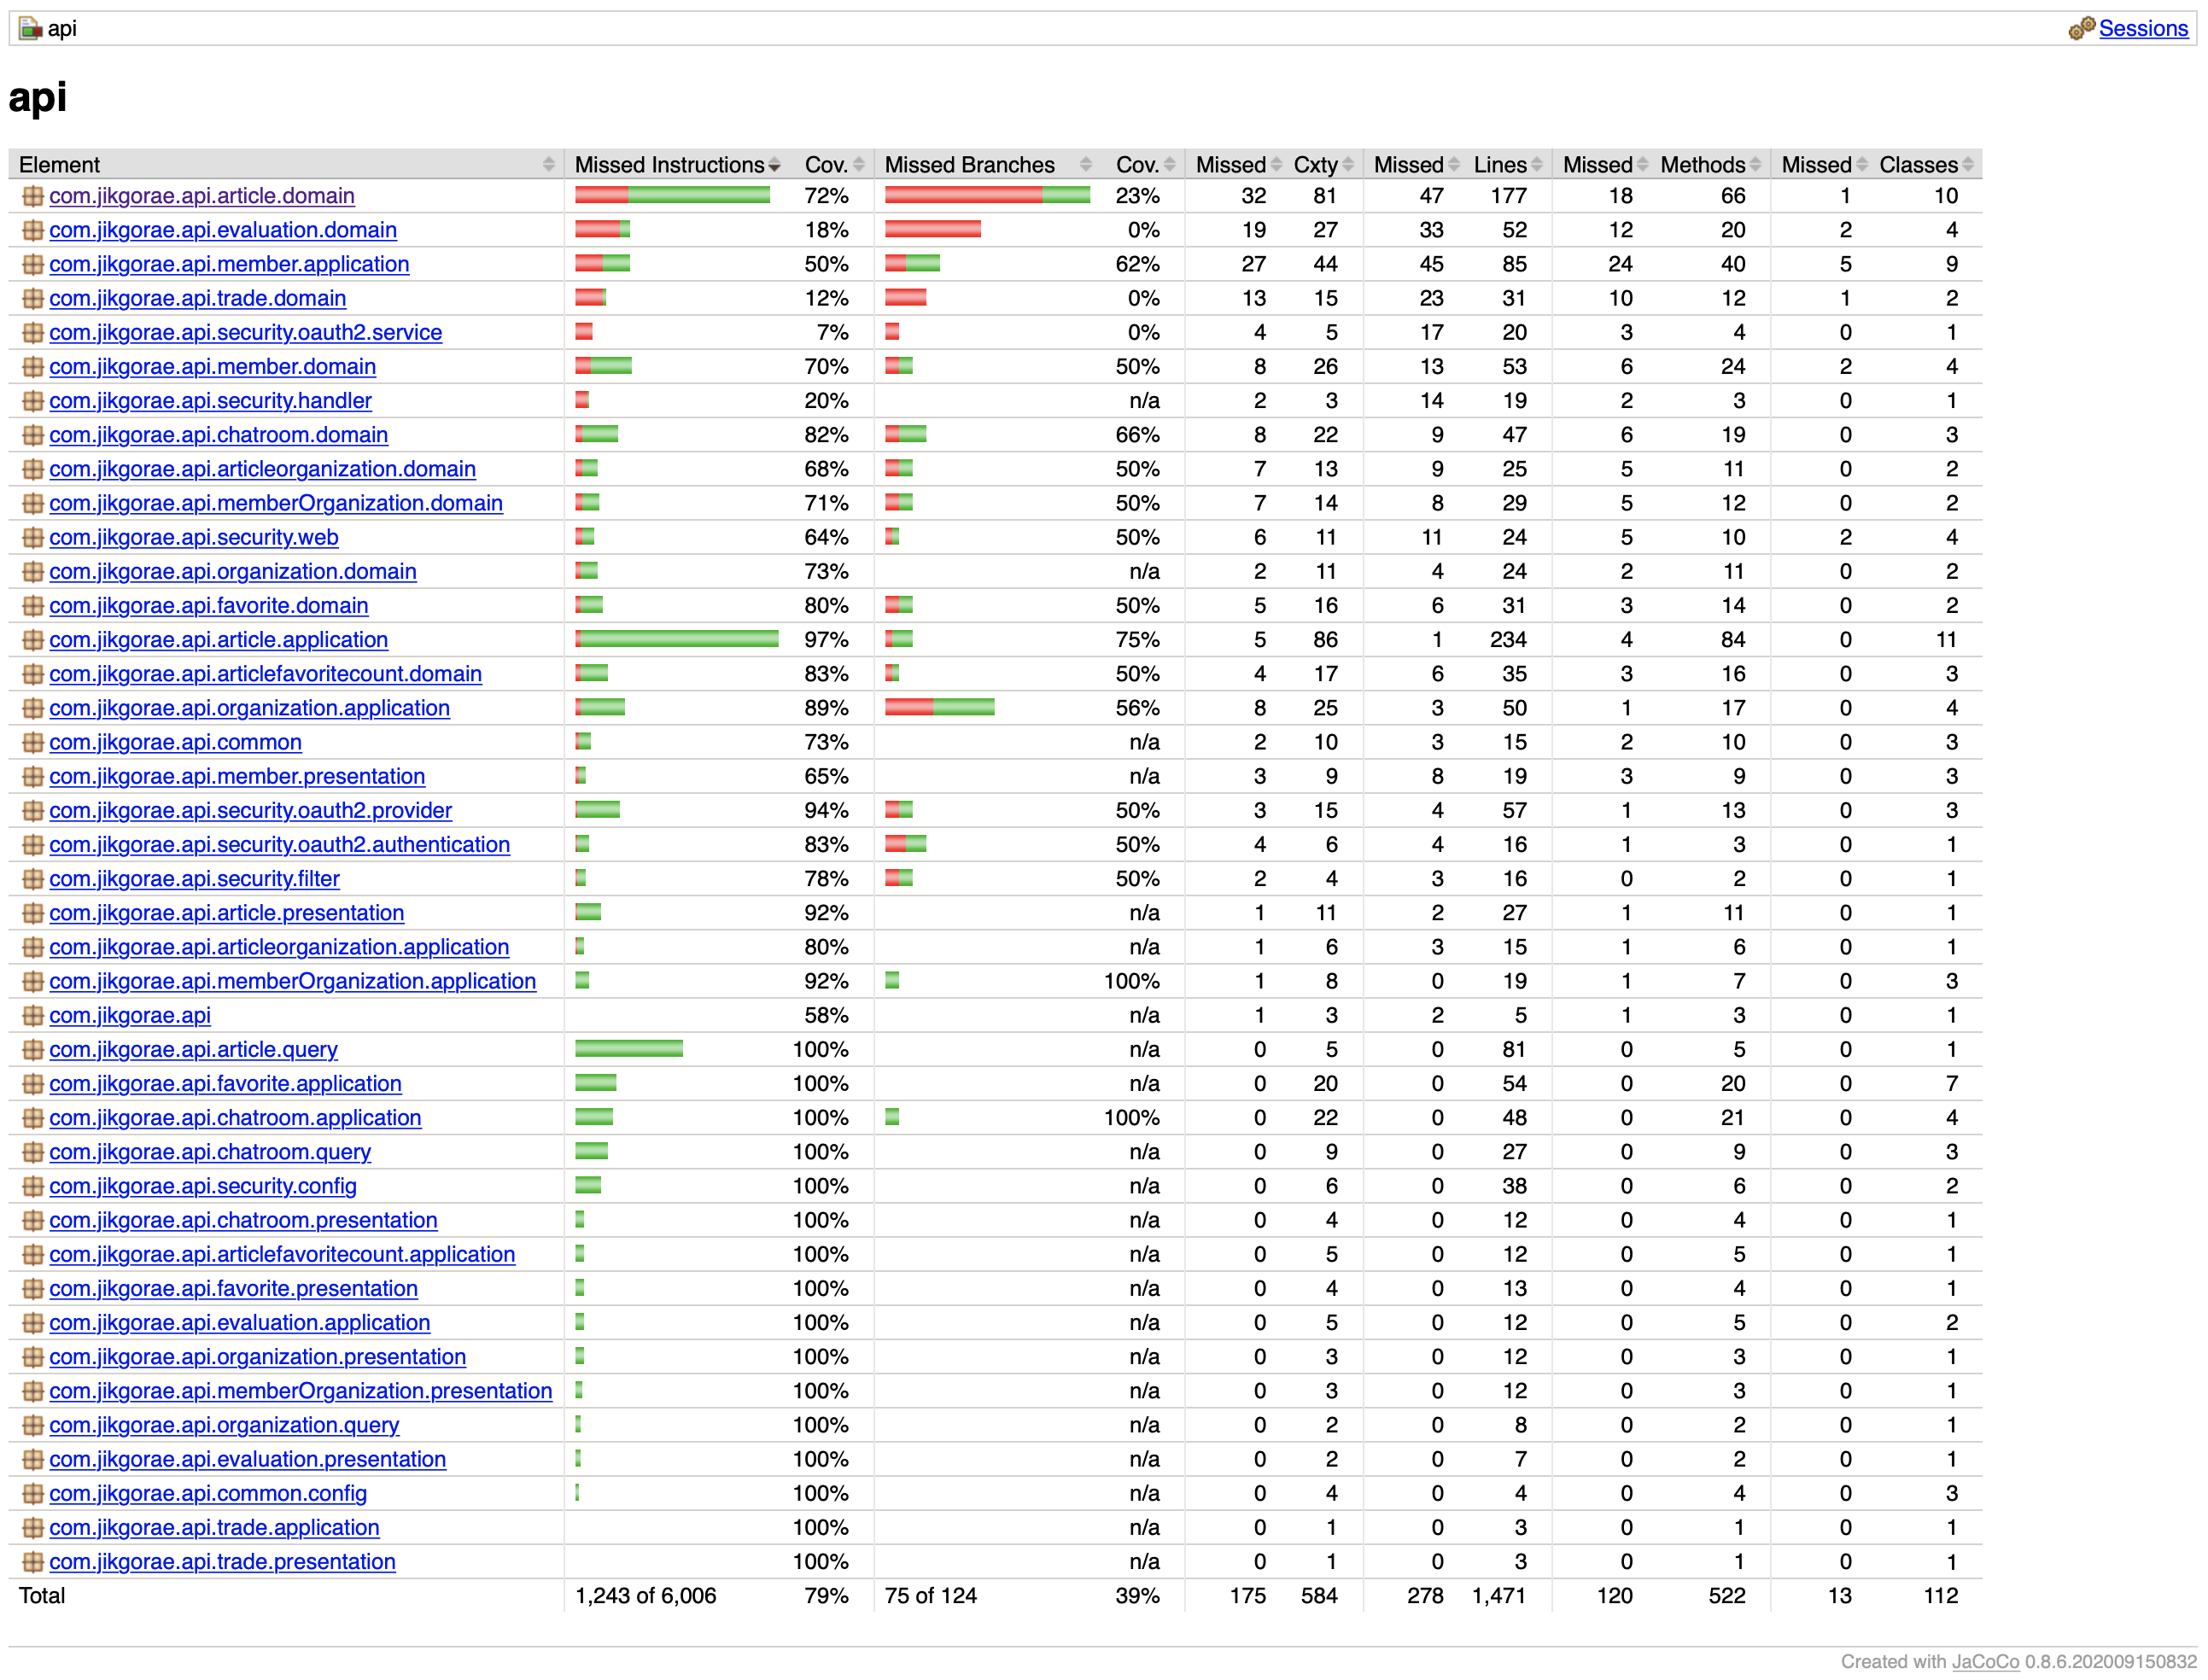 api Sessions
api
Element Missed Instructions Cov. Missed Branches Cov. Missed Cxty Missed Lines Missed Methods Missed Classes
com.jikgorae.api.article.domain 72% 23% 32 81 47 177 18 66 1 10
com.jikgorae.api.evaluation.domain 18% 0% 19 27 33 52 12 20 2 4
com.jikgorae.api.member.application 50% 62% 27 44 45 85 24 40 5 9
com.jikgorae.api.trade.domain 12% 0% 13 15 23 31 10 12 1 2
com.jikgorae.api.security.oauth2.service 7% 0% 4 5 17 20 3 4 0 1
com.jikgorae.api.member.domain 70% 50% 8 26 13 53 6 24 2 4
com.jikgorae.api.security.handler 20% n/a 2 3 14 19 2 3 0 1
com.jikgorae.api.chatroom.domain 82% 66% 8 22 9 47 6 19 0 3
com.jikgorae.api.articleorganization.domain 68% 50% 7 13 9 25 5 11 0 2
com.jikgorae.api.memberOrganization.domain 71% 50% 7 14 8 29 5 12 0 2
com.jikgorae.api.security.web 64% 50% 6 11 11 24 5 10 2 4
com.jikgorae.api.organization.domain 73% n/a 2 11 4 24 2 11 0 2
com.jikgorae.api.favorite.domain 80% 50% 5 16 6 31 3 14 0 2
com.jikgorae.api.article.application 97% 75% 5 86 1 234 4 84 0 11
com.jikgorae.api.articlefavoritecount.domain 83% 50% 4 17 6 35 3 16 0 3
com.jikgorae.api.organization.application 89% 56% 8 25 3 50 1 17 0 4
com.jikgorae.api.common 73% n/a 2 10 3 15 2 10 0 3
com.jikgorae.api.member.presentation 65% n/a 3 9 8 19 3 9 0 3
com.jikgorae.api.security.oauth2.provider 94% 50% 3 15 4 57 1 13 0 3
com.jikgorae.api.security.oauth2.authentication 83% 50% 4 6 4 16 1 3 0 1
com.jikgorae.api.security.filter 78% 50% 2 4 3 16 0 2 0 1
com.jikgorae.api.article.presentation 92% n/a 1 11 2 27 1 11 0 1
com.jikgorae.api.articleorganization.application 80% n/a 1 6 3 15 1 6 0 1
com.jikgorae.api.memberOrganization.application 92% 100% 1 8 0 19 1 7 0 3
com.jikgorae.api 58% n/a 1 3 2 5 1 3 0 1
com.jikgorae.api.article.query 100% n/a 0 5 0 81 0 5 0 1
com.jikgorae.api.favorite.application 100% n/a 0 20 0 54 0 20 0 7
com.jikgorae.api.chatroom.application 100% 100% 0 22 0 48 0 21 0 4
com.jikgorae.api.chatroom.query 100% n/a 0 9 0 27 0 9 0 3
com.jikgorae.api.security.config 100% n/a 0 6 0 38 0 6 0 2
com.jikgorae.api.chatroom.presentation 100% n/a 0 4 0 12 0 4 0 1
com.jikgorae.api.articlefavoritecount.application 100% n/a 0 5 0 12 0 5 0 1
com.jikgorae.api.favorite.presentation 100% n/a 0 4 0 13 0 4 0 1
com.jikgorae.api.evaluation.application 100% n/a 0 5 0 12 0 5 0 2
com.jikgorae.api.organization.presentation 100% n/a 0 3 0 12 0 3 0 1
com.jikgorae.api.memberOrganization.presentation 100% n/a 0 3 0 12 0 3 0 1
com.jikgorae.api.organization.query 100% n/a 0 2 0 8 0 2 0 1
com.jikgorae.api.evaluation.presentation 100% n/a 0 2 0 7 0 2 0 1
com.jikgorae.api.common.config 100% n/a 0 4 0 4 0 4 0 3
com.jikgorae.api.trade.application 100% n/a 0 1 0 3 0 1 0 1
com.jikgorae.api.trade.presentation 100% n/a 0 1 0 3 0 1 0 1
Total 1,243 of 6,006 79% 75 of 124 39% 175 584 278 1,471 120 522 13 112
Created with JaCoCo 0.8.6.202009150832